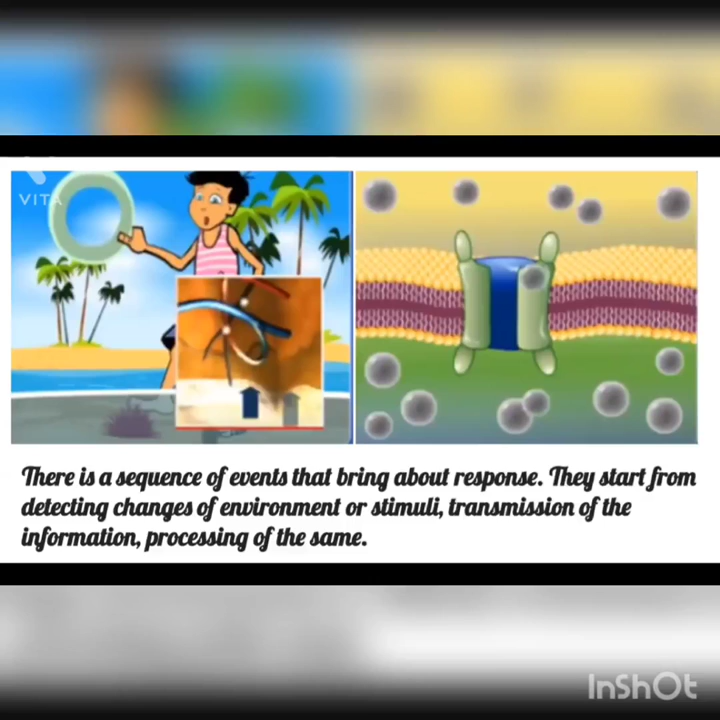 VITA
There is a sequence of events that bring about response. They start from
detecting changes of environment or stimuli, transmission of the
information, processing of the same.
InShOt